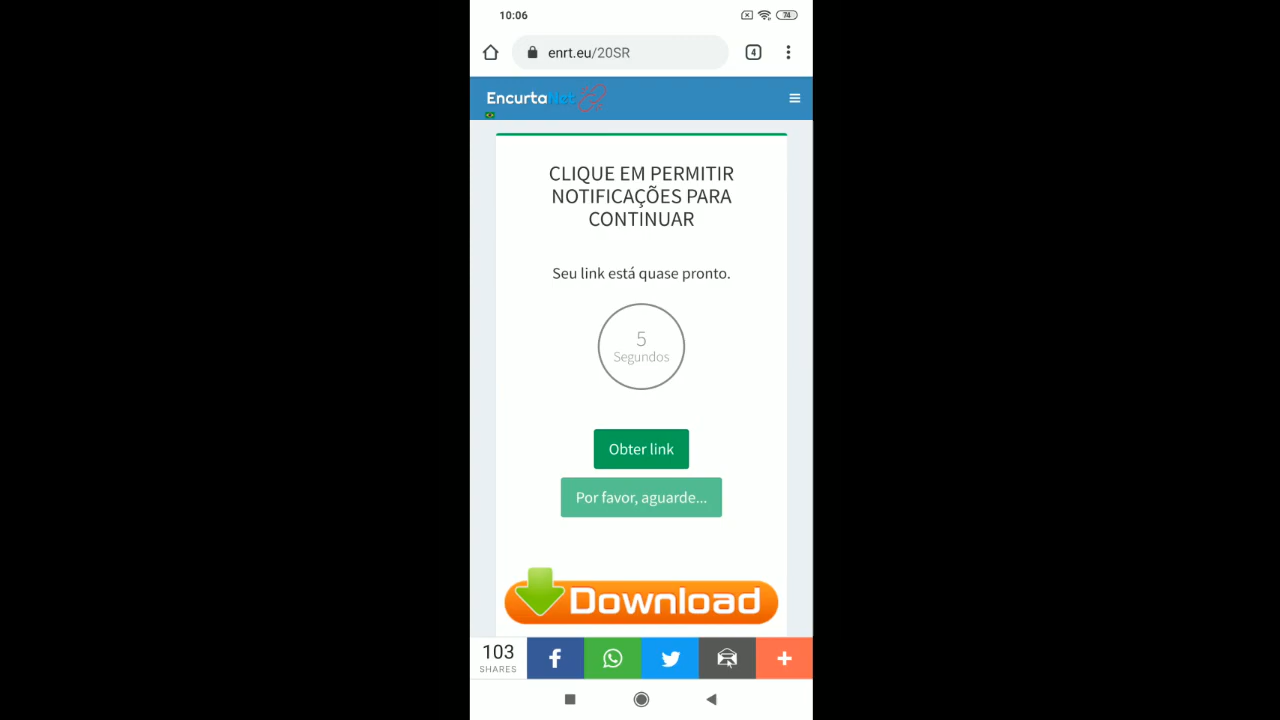 10:06
74
enrt.eu/20SR
4
EncurtaNet
CLIQUE EM PERMITIR
NOTIFICAÇÕES PARA
CONTINUAR
Seu link está quase pronto.
5
Segundos
Obter link
Por favor, aguarde...
Download
103
SHARES